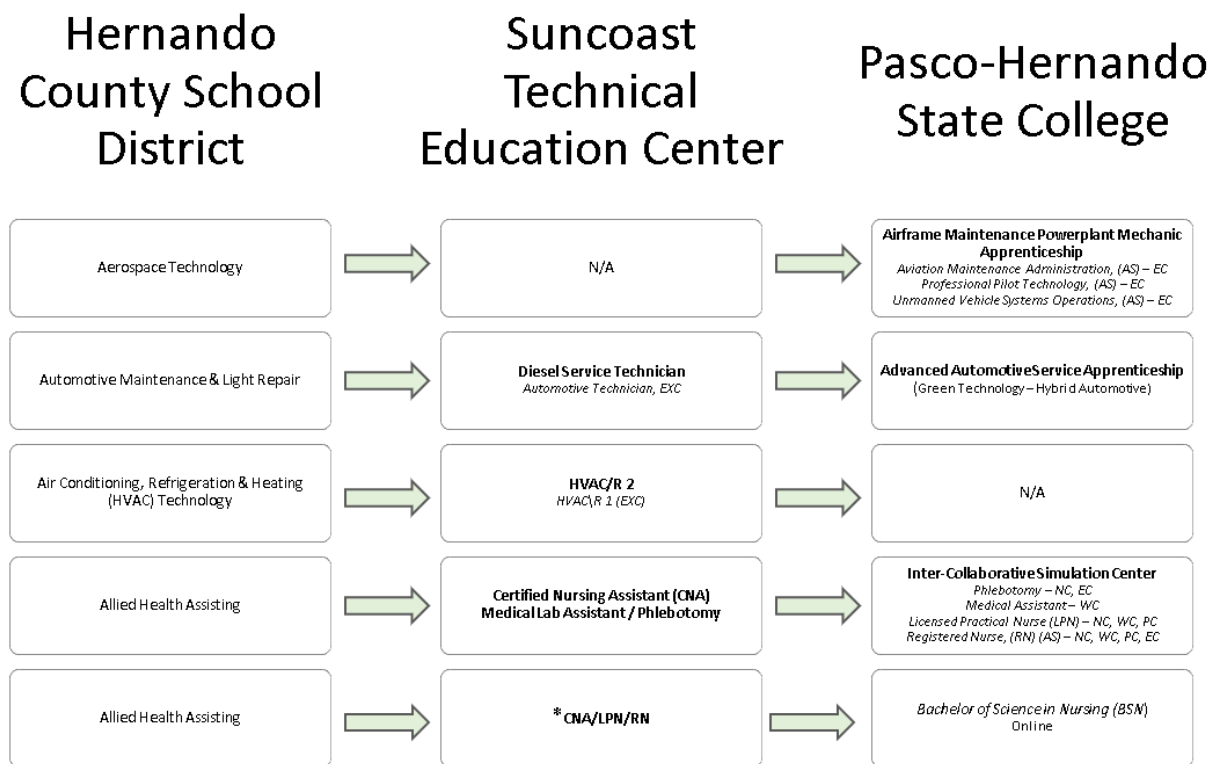 Hernando
County School
District
Suncoast
Technical
Education Center
Pasco-Hernando
State College
Aerospace Technology
N/A
Airframe Maintenance Powerplant Mechanic
Apprenticeship
Aviation Maintenance Administration, (AS) – EC
Professional Pilot Technology, (AS) – EC
Unmanned Vehicle Systems Operations, (AS) – EC
Automotive Maintenance & Light Repair
Diesel Service Technician
Automotive Technician, EXC
Advanced Automotive Service Apprenticeship
(Green Technology – Hybrid Automotive)
Air Conditioning, Refrigeration & Heating
(HVAC) Technology
HVAC/R 2
HVAC\R 1 (EXC)
N/A
Allied Health Assisting
Certified Nursing Assistant (CNA)
Medical Lab Assistant / Phlebotomy
Inter-Collaborative Simulation Center
Phlebotomy – NC, EC
Medical Assistant – WC
Licensed Practical Nurse (LPN) – NC, WC, PC
Registered Nurse, (RN) (AS) – NC, WC, PC, EC
Allied Health Assisting
*CNA/LPN/RN
Bachelor of Science in Nursing (BSN)
Online